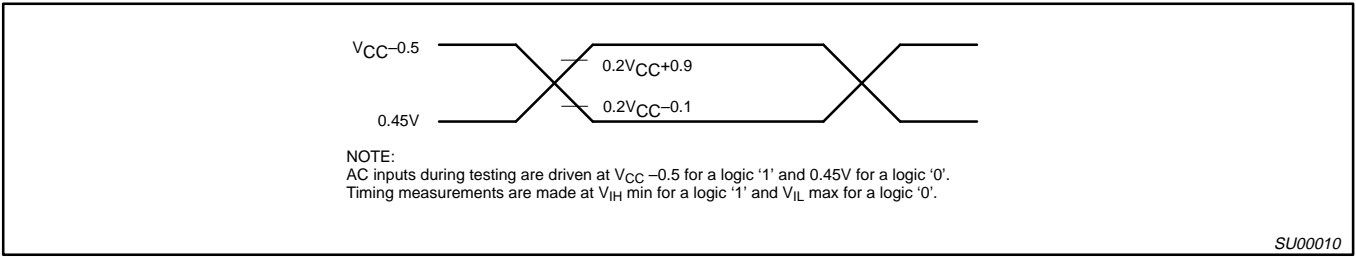 VCC–0.5
0.2VCC+0.9
0.2VCC–0.1
0.45V
NOTE:
AC inputs during testing are driven at VCC –0.5 for a logic ‘1’ and 0.45V for a logic ‘0’.
Timing measurements are made at VIH min for a logic ‘1’ and VIL max for a logic ‘0’.
SU00010